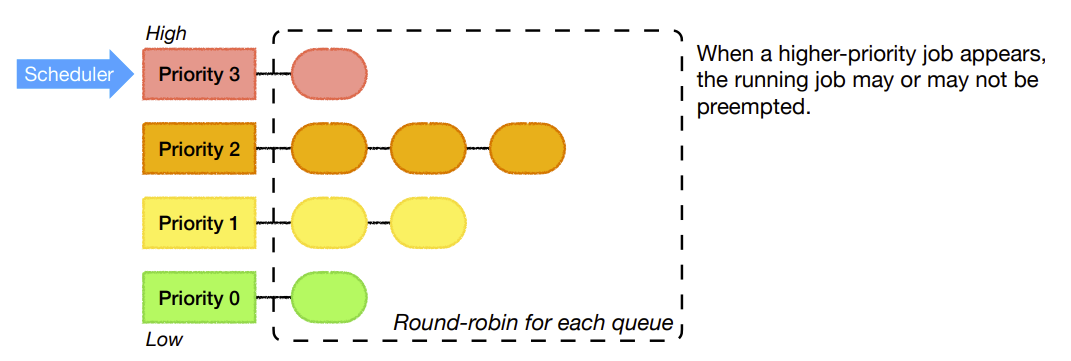 High
Scheduler
Priority 3
When a higher-priority job appears,
the running job may or may not be
preempted.
Priority 2
Priority 1
Priority 0
Round-robin for each queue
Low